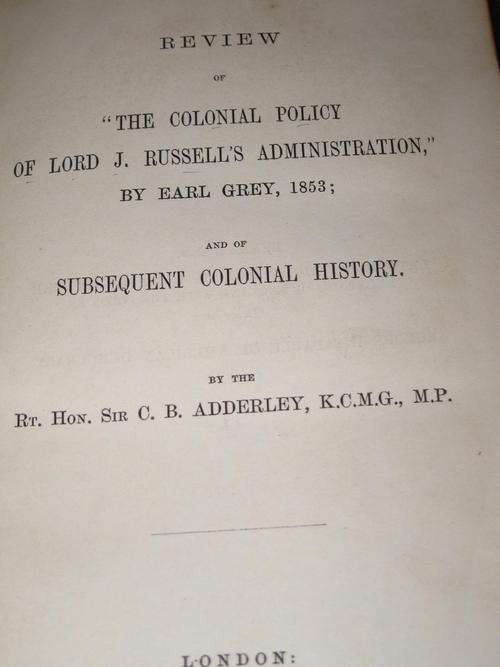 REVIEW
OF
"THE COLONIAL POLICY
OF LORD J. RUSSELL'S ADMINISTRATION,"
BY EARL GREY, 1853;
AND OF
SUBSEQUENT COLONIAL HISTORY.
BY THE
RT. HON. SIR C. B. ADDERLEY, K.C.M.G., M.P.
LONDON: